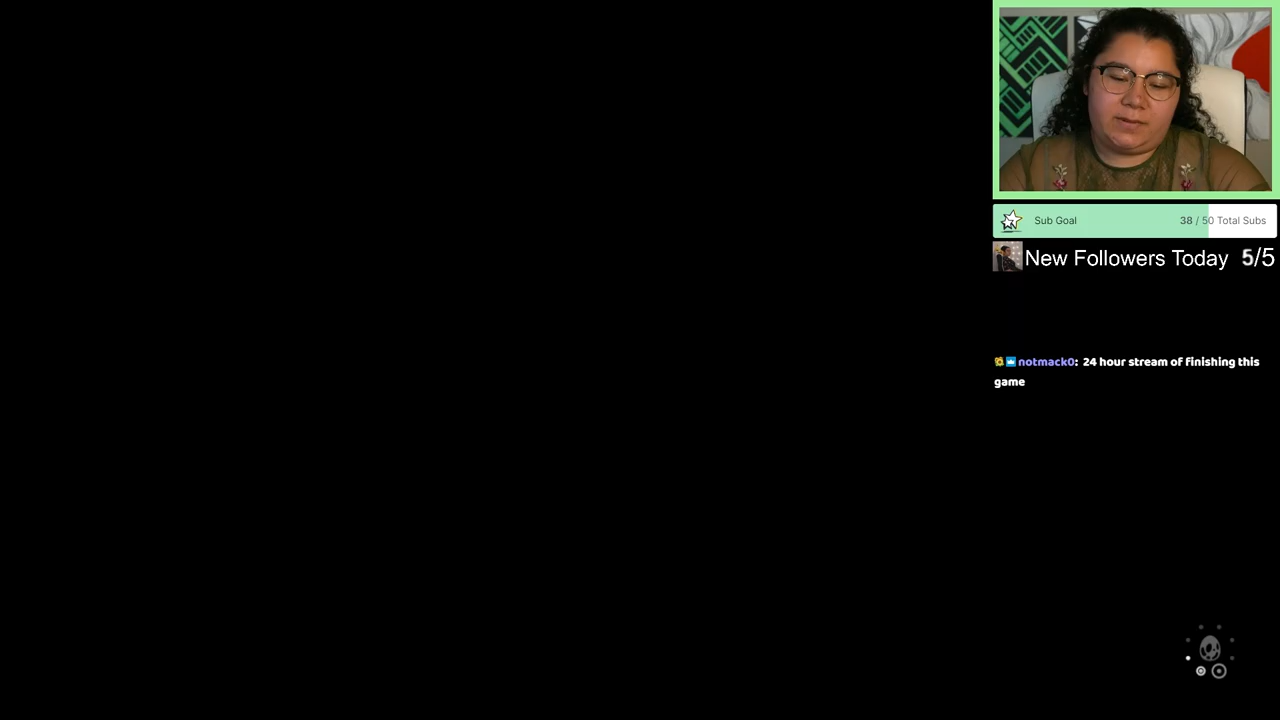 Sub Goal 38 / 50 Total Subs
New Followers Today 5/5
notmack0: 24 hour stream of finishing this
game